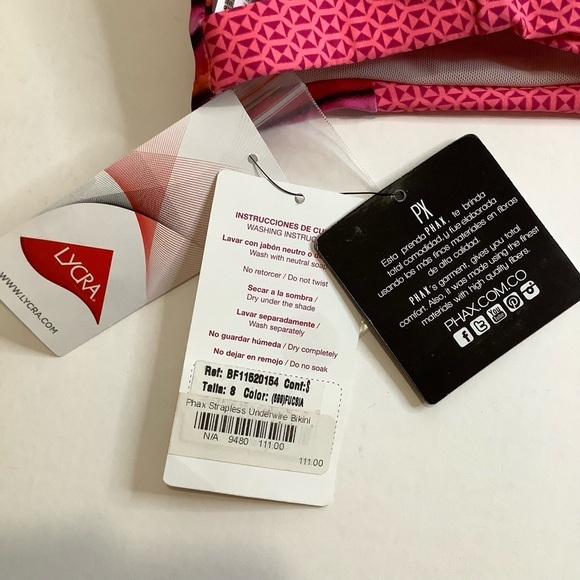 LYCRA.
WWW.LYCRA.COM
INSTRUCCIONES DE CU
WASHING INSTRUC
Lavar con jabón neutro o d
Wash with neutral soap
No retorcer / Do not twist
Secar a la sombra /
Dry under the shade
Lavar separadamente /
Wash separately
No guardar húmeda / Dry completely
No dejar en remojo / Do no soak
Ref: BF11520154 Conf:$
Talla: 8 Color: (699)FUCSIA
Phax Strapless Underwire Bikini
N/A 9480 111.00
111.00
PX
Esta prenda PHAX, te brinda
total comodidad, y fue elaborada
usando los más finos materiales en fibras
de alta calidad.
PHAX's garment, gives you total
comfort. Also, it was made using the finest
materials with high quality fibers.
PHAX.COM.CO